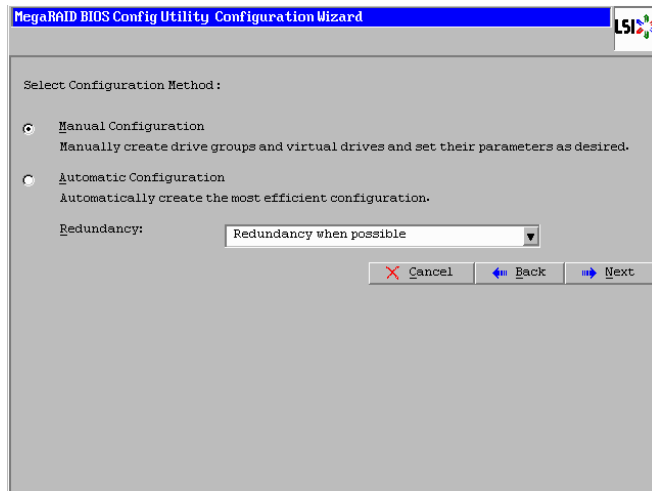 MegaRAID BIOS Config Utility Configuration Wizard
LSI
Select Configuration Method:
Manual Configuration
Manually create drive groups and virtual drives and set their parameters as desired.
Automatic Configuration
Automatically create the most efficient configuration.
Redundancy: Redundancy when possible
Cancel Back Next